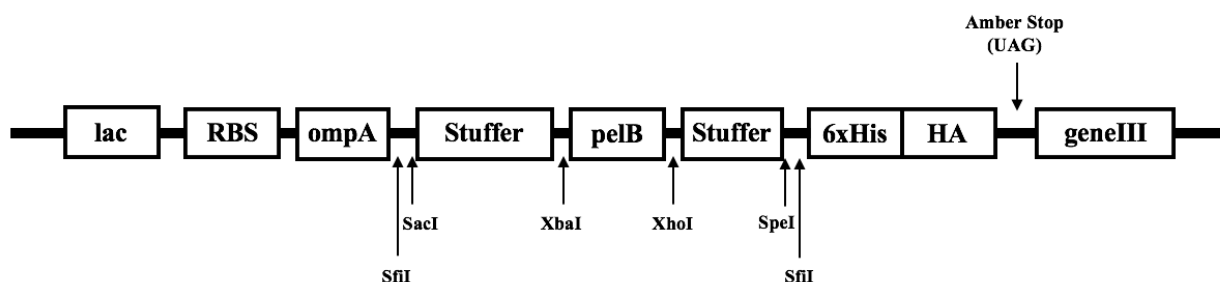 Amber Stop
(UAG)
lac RBS ompA Stuffer pelB Stuffer 6xHis HA geneIII
SacI XbaI XhoI SpeI
SfiI SfiI